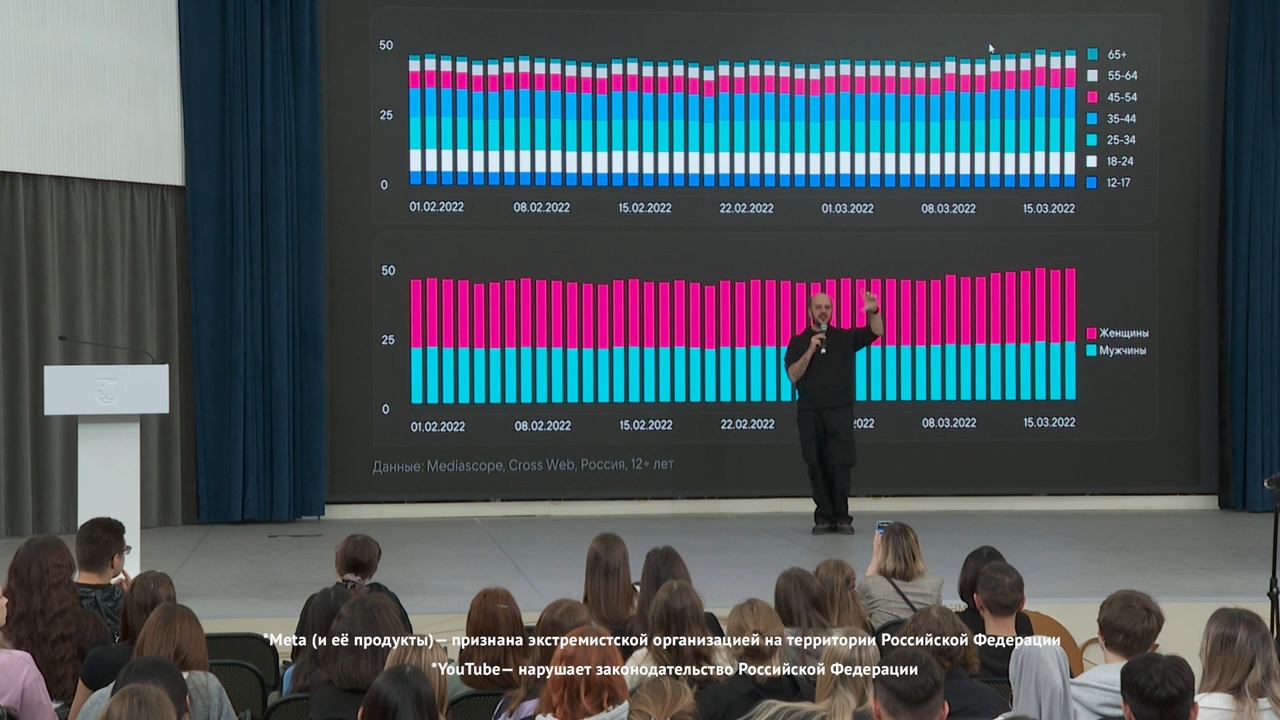 50
25
0
65+
55-64
45-54
35-44
25-34
18-24
12-17
01.02.2022 08.02.2022 15.02.2022 22.02.2022 01.03.2022 08.03.2022 15.03.2022
50
25
0
Женщины
Мужчины
01.02.2022 08.02.2022 15.02.2022 22.02.2022 2022 08.03.2022 15.03.2022
Данные: Mediascope, Cross Web, Россия, 12+ лет
*Meta (и её продукты)— признана экстремистской организацией на территории Российской Федерации
*YouTube— нарушает законодательство Российской Федерации